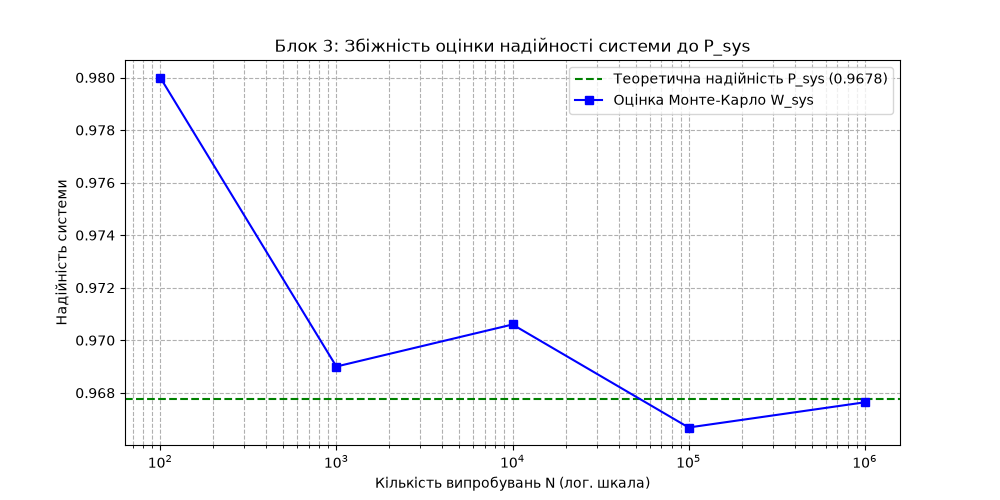 Блок 3: Збіжність оцінки надійності системи до P_sys
Теоретична надійність P_sys (0.9678)
Оцінка Монте-Карло W_sys
Надійність системи
0.980
0.978
0.976
0.974
0.972
0.970
0.968
10²
10³
10⁴
10⁵
10⁶
Кількість випробувань N (лог. шкала)